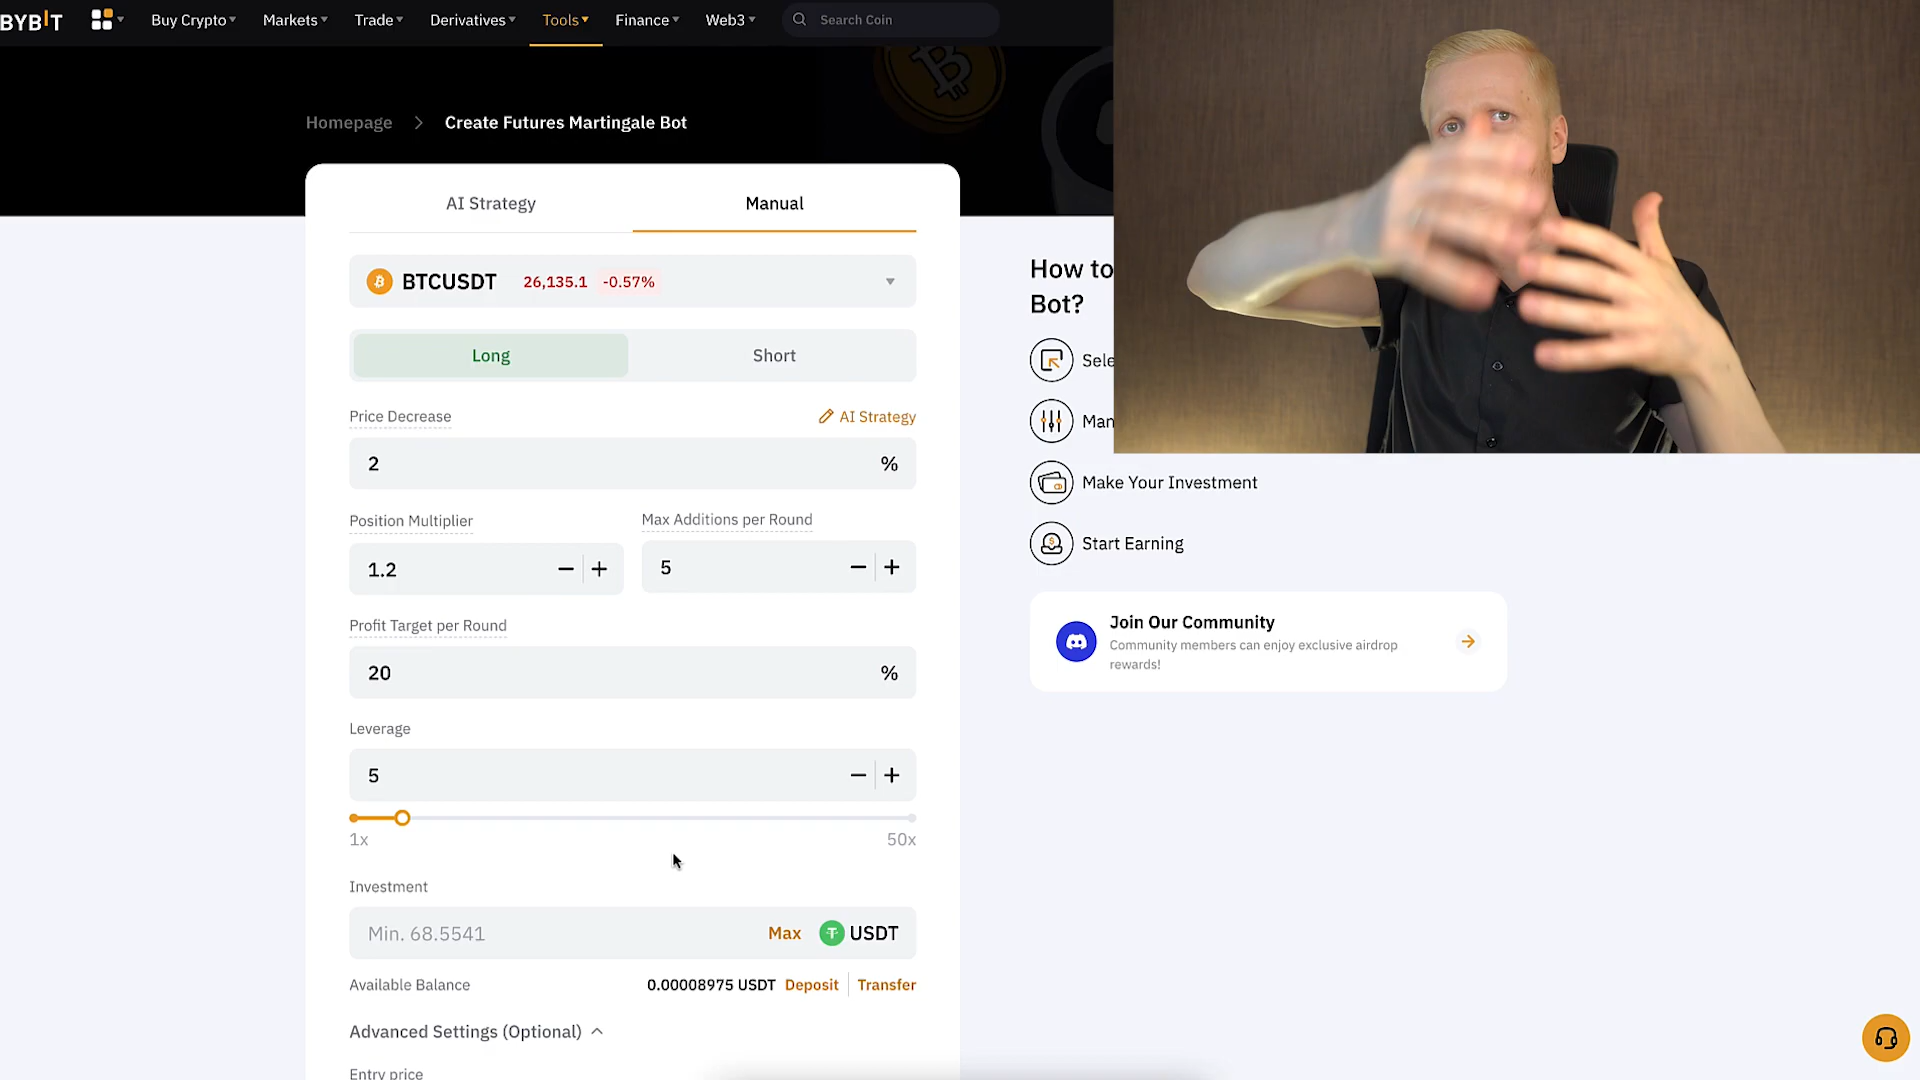 BYBIT
Buy Crypto
Markets
Trade
Derivatives
Tools
Finance
Web3
Search Coin
Homepage
Create Futures Martingale Bot
AI Strategy
Manual
BTCUSDT 26,135.1 -0.57%
Long
Short
Price Decrease
AI Strategy
2 %
Position Multiplier
Max Additions per Round
1.2
5
Profit Target per Round
20 %
Leverage
5
1x
50x
Investment
Min. 68.5541
Max
USDT
Available Balance
0.00008975 USDT
Deposit
Transfer
Advanced Settings (Optional)
Entry price
How to
Bot?
Sele
Man
Make Your Investment
Start Earning
Join Our Community
Community members can enjoy exclusive airdrop
rewards!